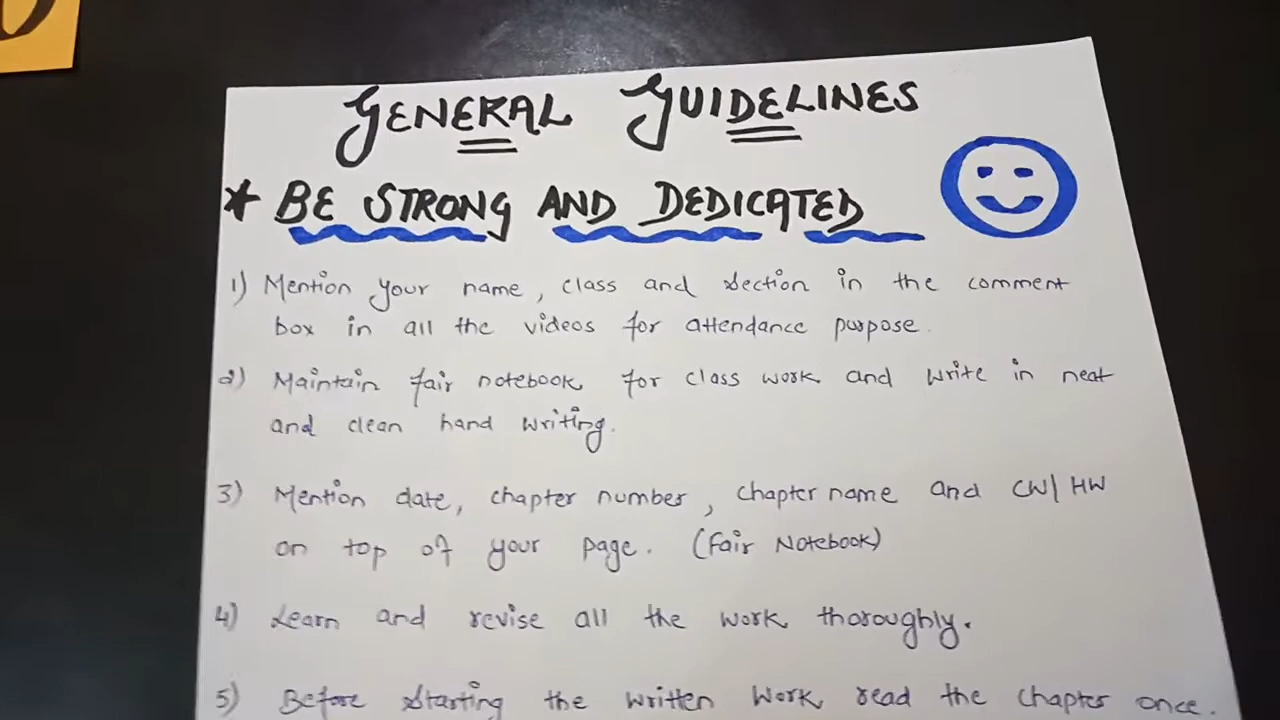 GENERAL GUIDELINES
* BE STRONG AND DEDICATED
1) Mention your name, class and section in the comment
box in all the videos for attendance purpose.
2) Maintain fair notebook for class work and write in neat
and clean hand writing.
3) Mention date, chapter number, chapter name and CW/HW
on top of your page. (Fair Notebook)
4) Learn and revise all the work thoroughly.
5) Before starting the written work read the chapter once.